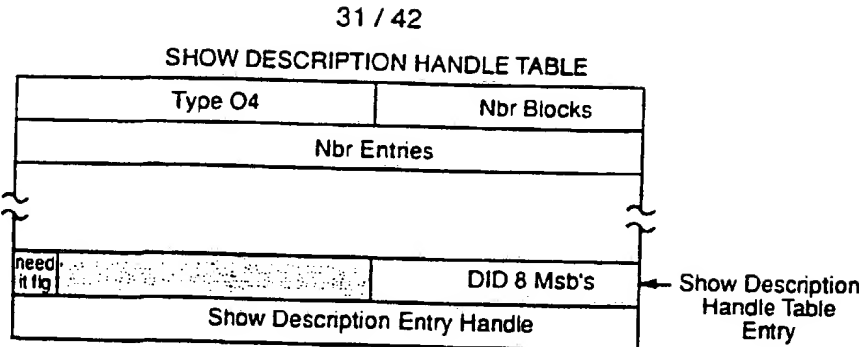 31 / 42
SHOW DESCRIPTION HANDLE TABLE
Type O4 Nbr Blocks
Nbr Entries
need
it flg
DID 8 Msb's
Show Description Entry Handle
Show Description
Handle Table
Entry